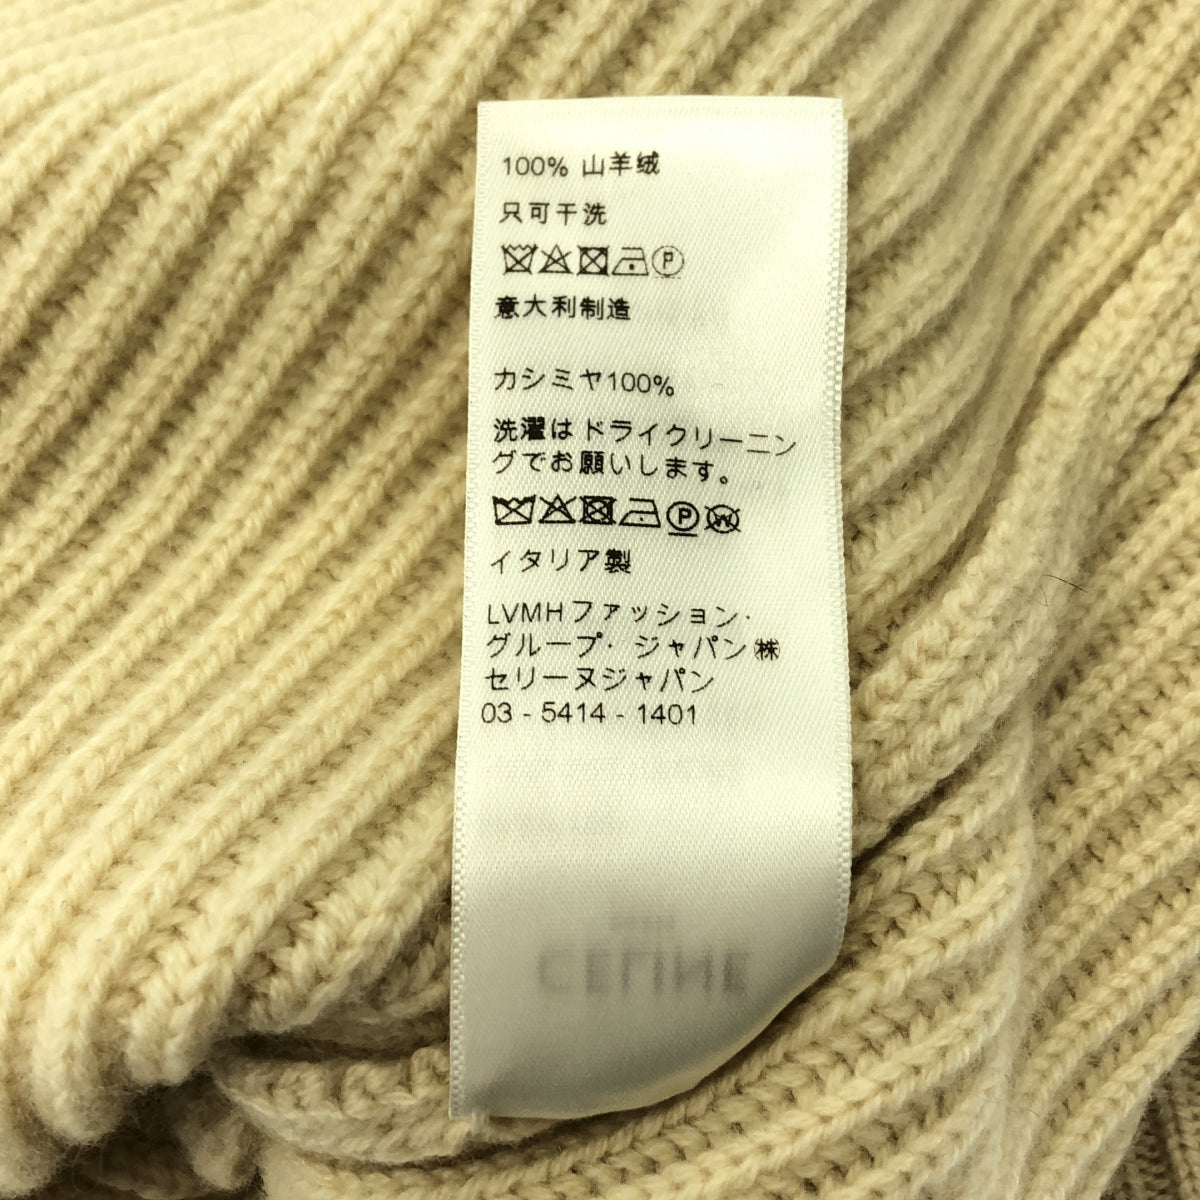 100% 山羊绒
只可干洗
P
意大利制造
カシミヤ100%
洗濯はドライクリーニン
グでお願いします。
P W
イタリア製
LVMHファッション・
グループ・ジャパン㈱
セリーヌジャパン
03 - 5414 - 1401
CELINE